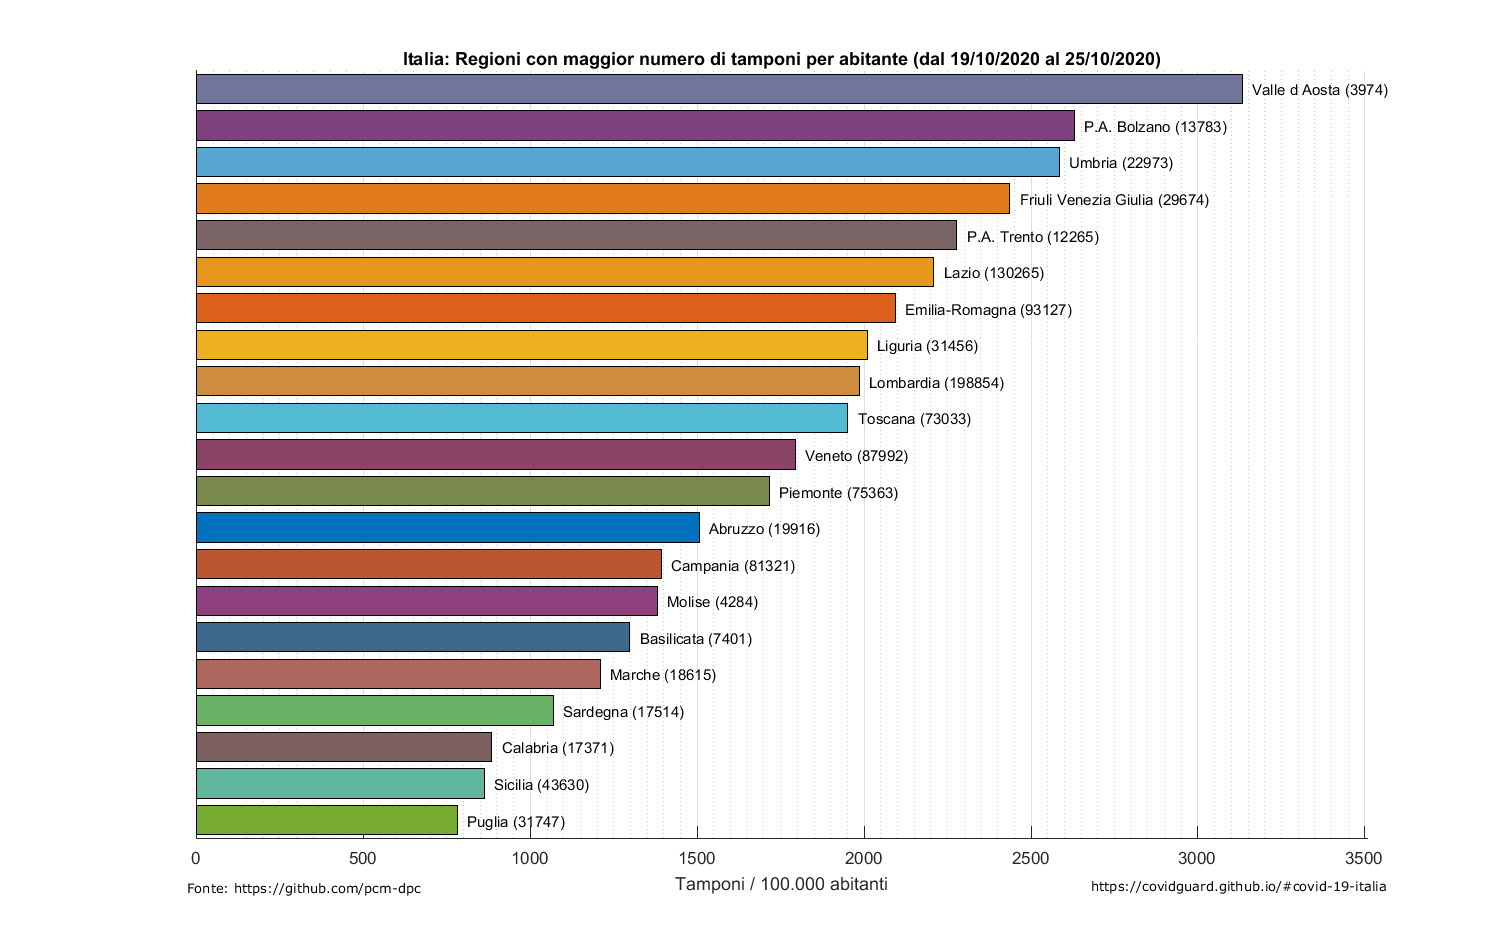 Italia: Regioni con maggior numero di tamponi per abitante (dal 19/10/2020 al 25/10/2020)
Valle d Aosta (3974)
P.A. Bolzano (13783)
Umbria (22973)
Friuli Venezia Giulia (29674)
P.A. Trento (12265)
Lazio (130265)
Emilia-Romagna (93127)
Liguria (31456)
Lombardia (198854)
Toscana (73033)
Veneto (87992)
Piemonte (75363)
Abruzzo (19916)
Campania (81321)
Molise (4284)
Basilicata (7401)
Marche (18615)
Sardegna (17514)
Calabria (17371)
Sicilia (43630)
Puglia (31747)
0 500 1000 1500 2000 2500 3000 3500
Tamponi / 100.000 abitanti
Fonte: https://github.com/pcm-dpc
https://covidguard.github.io/#covid-19-italia